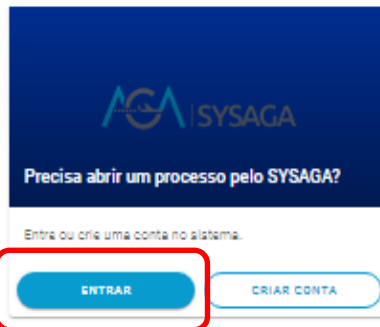 AGA | SYSAGA
Precisa abrir um processo pelo SYSAGA?
Entre ou crie uma conta no sistema.
ENTRAR
CRIAR CONTA